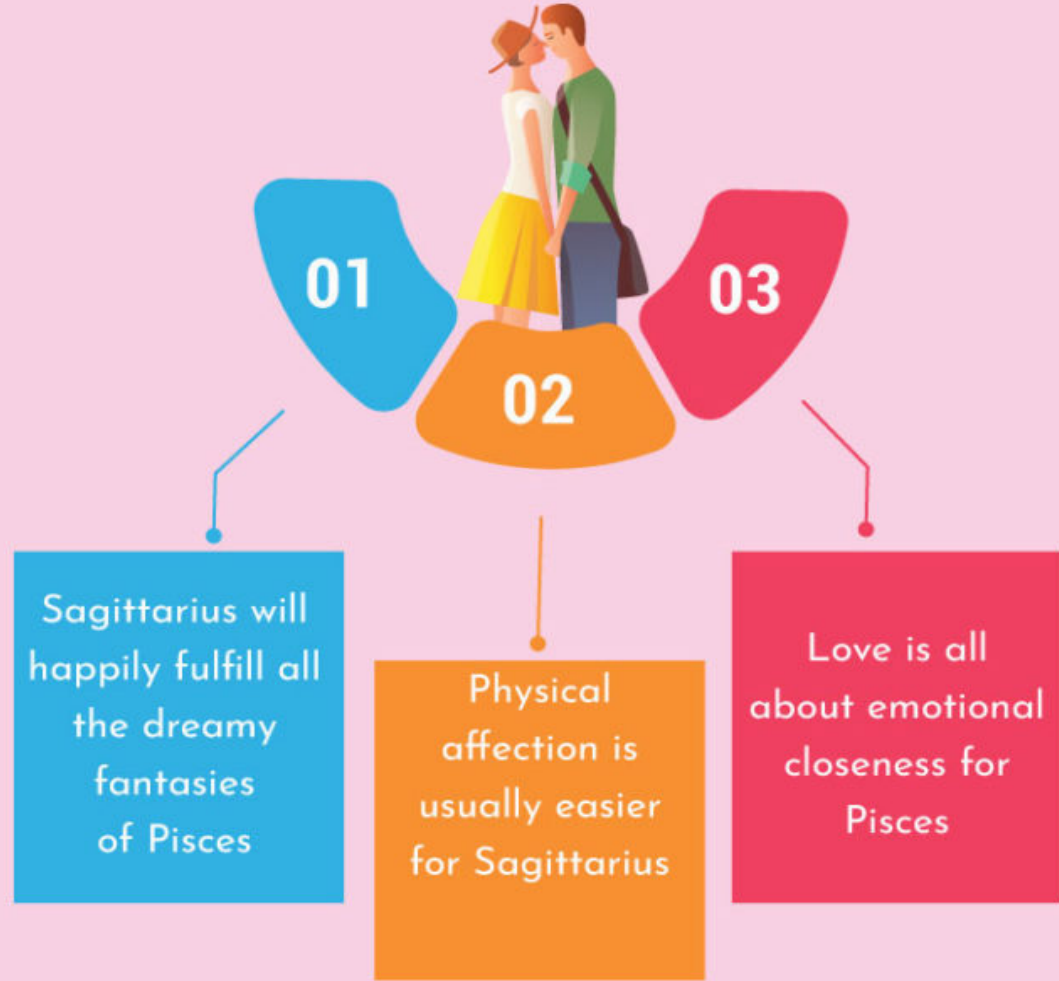 01
02
03
Sagittarius will
happily fulfill all
the dreamy
fantasies
of Pisces
Physical
affection is
usually easier
for Sagittarius
Love is all
about emotional
closeness for
Pisces